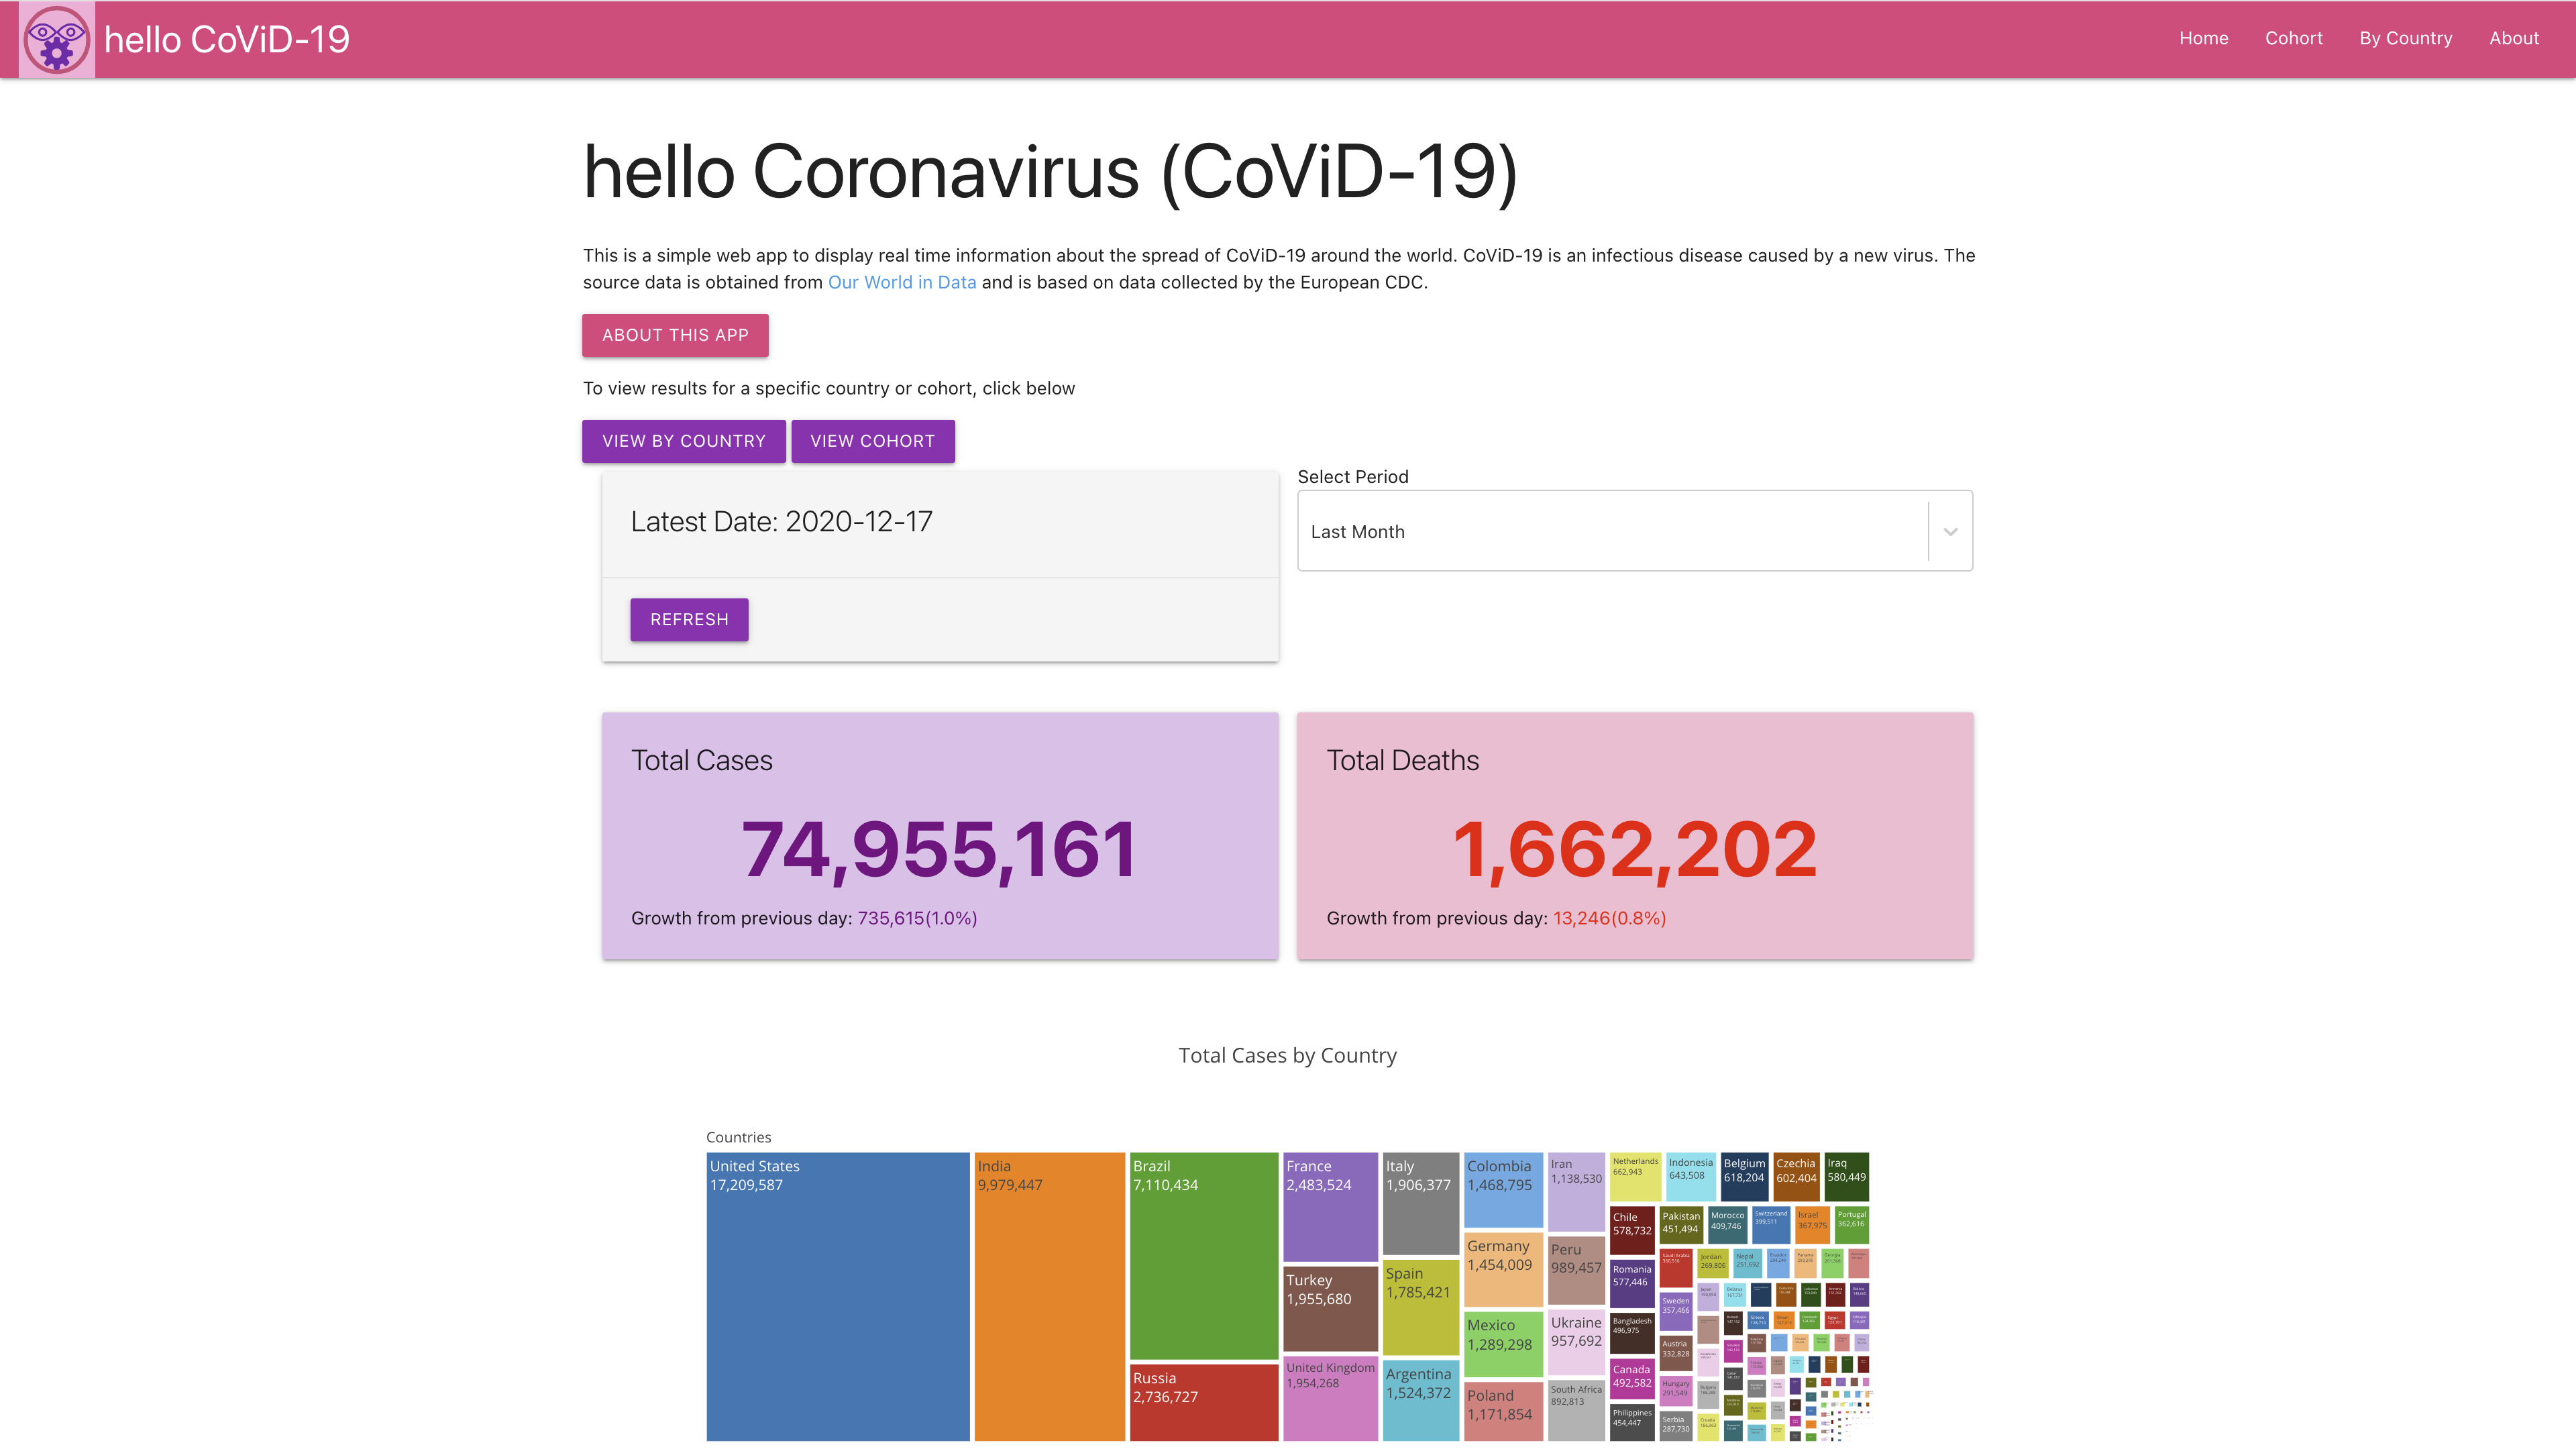 hello CoViD-19
Home Cohort By Country About
hello Coronavirus (CoViD-19)
This is a simple web app to display real time information about the spread of CoViD-19 around the world. CoViD-19 is an infectious disease caused by a new virus. The
source data is obtained from Our World in Data and is based on data collected by the European CDC.
ABOUT THIS APP
To view results for a specific country or cohort, click below
VIEW BY COUNTRY VIEW COHORT
Latest Date: 2020-12-17
REFRESH
Select Period
Last Month
Total Cases
74,955,161
Growth from previous day: 735,615(1.0%)
Total Deaths
1,662,202
Growth from previous day: 13,246(0.8%)
Total Cases by Country
Countries
United States
17,209,587
India
9,979,447
Brazil
7,110,434
Russia
2,736,727
France
2,483,524
Turkey
1,955,680
United Kingdom
1,954,268
Italy
1,906,377
Spain
1,785,421
Argentina
1,524,372
Colombia
1,468,795
Germany
1,454,009
Mexico
1,289,298
Poland
1,171,854
Iran
1,138,530
Peru
989,457
Ukraine
957,692
South Africa
892,813
Netherlands
662,943
Indonesia
643,508
Belgium
618,204
Czechia
602,404
Iraq
580,449
Chile
578,732
Romania
577,446
Bangladesh
496,975
Canada
492,582
Philippines
454,447
Pakistan
451,494
Morocco
409,746
Switzerland
399,511
Israel
367,975
Portugal
362,616
Saudi Arabia
Sweden
357,466
Austria
332,828
Hungary
291,549
Serbia
287,730
Jordan
269,806
Nepal
251,692
Ecuador
Panama
Georgia